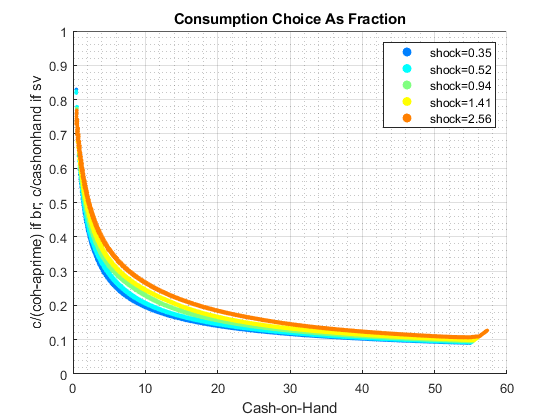 Consumption Choice As Fraction
c/(coh-aprime) if br, c/cashonhand if sv
1
0.9
0.8
0.7
0.6
0.5
0.4
0.3
0.2
0.1
0
shock=0.35
shock=0.52
shock=0.94
shock=1.41
shock=2.56
0 10 20 30 40 50 60
Cash-on-Hand